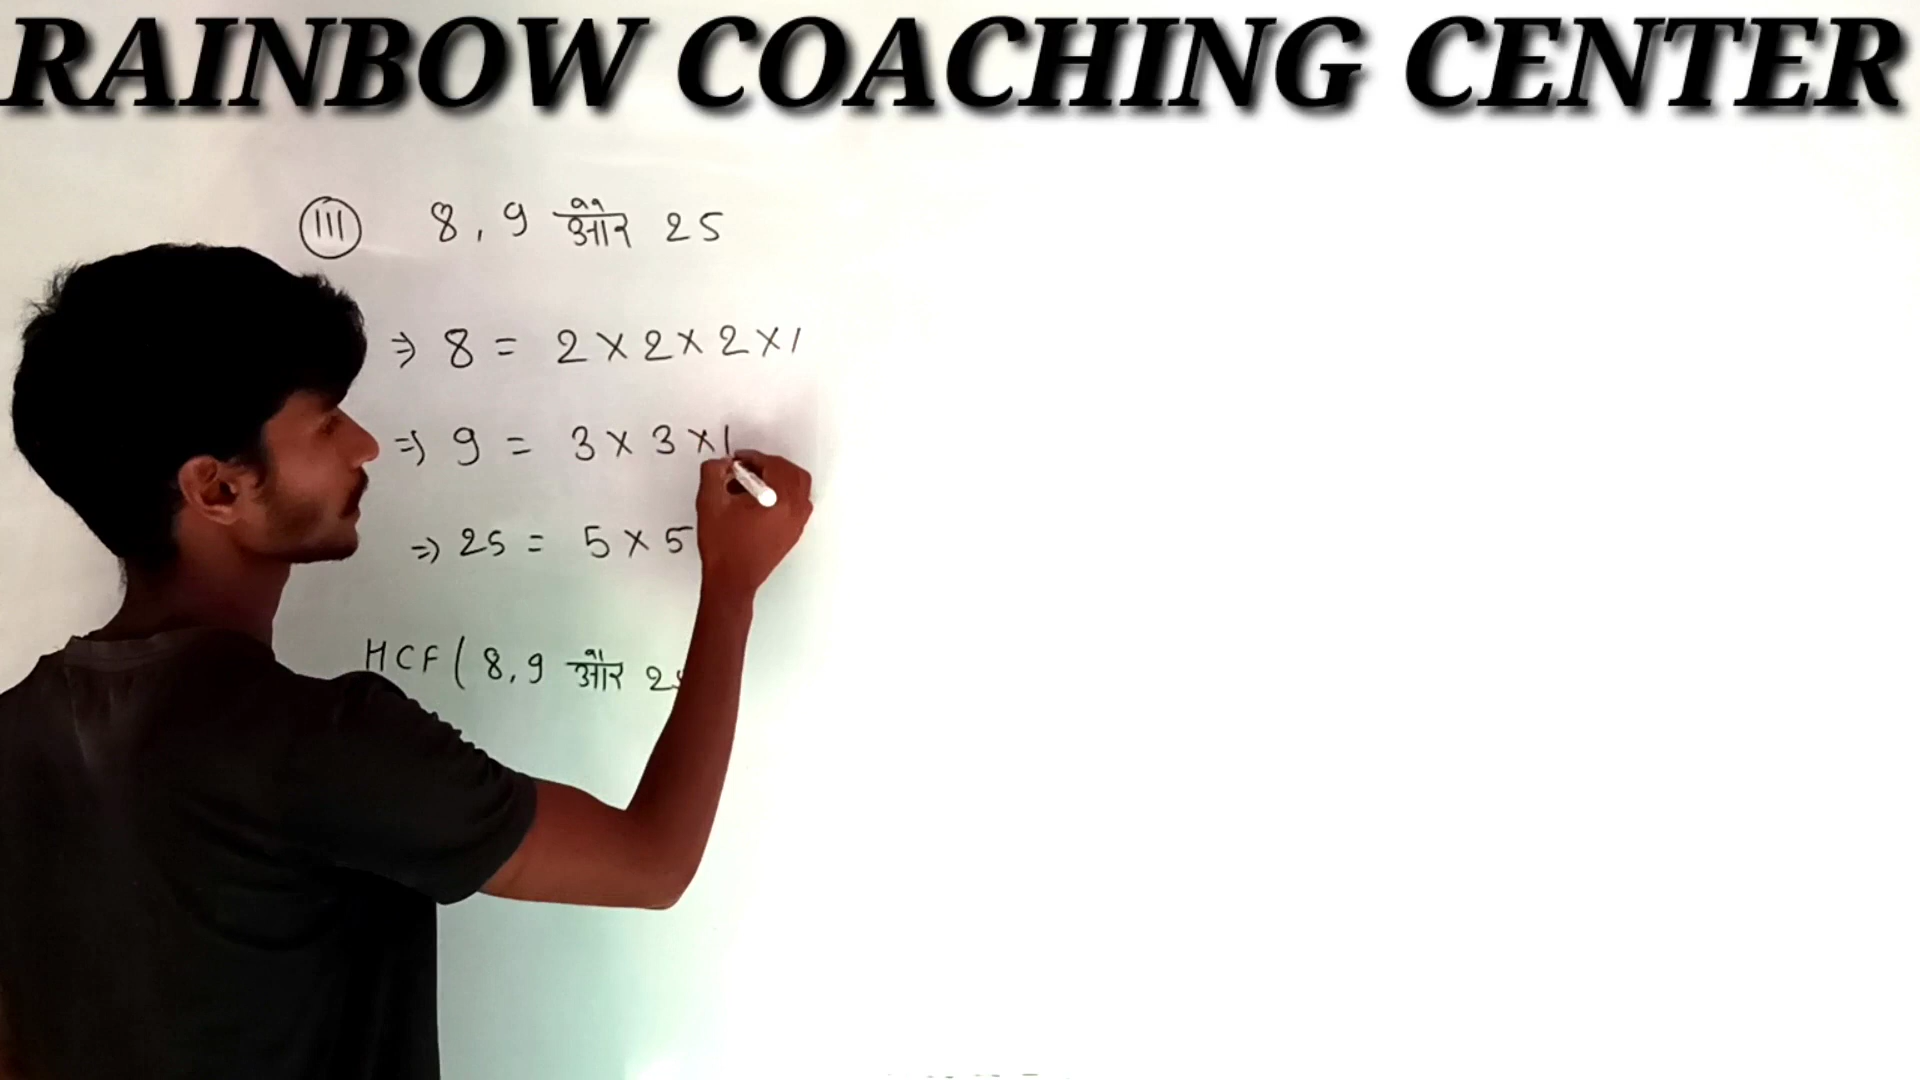 RAINBOW COACHING CENTER
(III) 8, 9 और 25
⇒ 8 = 2 × 2 × 2 × 1
⇒ 9 = 3 × 3 × 1
⇒ 25 = 5 × 5
HCF ( 8, 9 और 25